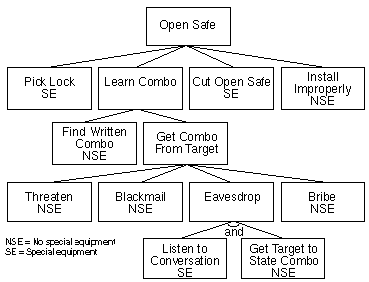 Open Safe
Pick Lock
SE
Learn Combo
Cut Open Safe
SE
Install
Improperly
NSE
Find Written
Combo
NSE
Get Combo
From Target
Threaten
NSE
Blackmail
NSE
Eavesdrop
Bribe
NSE
and
NSE = No special equipment
SE = Special equipment
Listen to
Conversation
SE
Get Target to
State Combo
NSE